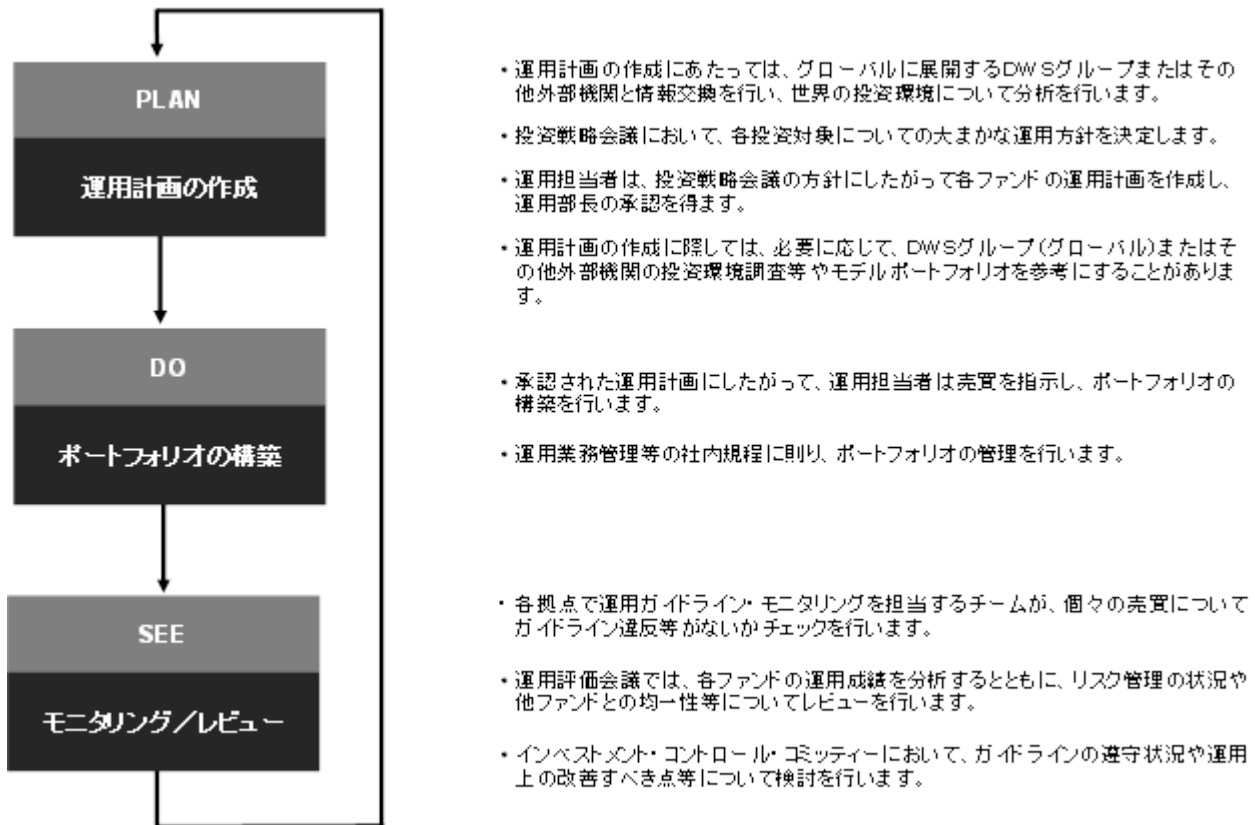 PLAN
運用計画の作成
・運用計画の作成にあたっては、グローバルに展開するDWSグループまたはその
他外部機関と情報交換を行い、世界の投資環境について分析を行います。
・投資戦略会議において、各投資対象についての大まかな運用方針を決定します。
・運用担当者は、投資戦略会議の方針にしたがって各ファンドの運用計画を作成し、
運用部長の承認を得ます。
・運用計画の作成に際しては、必要に応じて、DWSグループ(グローバル)またはそ
の他外部機関の投資環境調査等やモデルポートフォリオを参考にすることがありま
す。
DO
ポートフォリオの構築
・承認された運用計画にしたがって、運用担当者は売買を指示し、ポートフォリオの
構築を行います。
・運用業務管理等の社内規程に則り、ポートフォリオの管理を行います。
SEE
モニタリング／レビュー
・各拠点で運用ガイドライン・モニタリングを担当するチームが、個々の売買について
ガイドライン違反等がないかチェックを行います。
・運用評価会議では、各ファンドの運用成績を分析するとともに、リスク管理の状況や
他ファンドとの均一性等についてレビューを行います。
・インベストメント・コントロール・コミッティーにおいて、ガイドラインの遵守状況や運用
上の改善すべき点等について検討を行います。